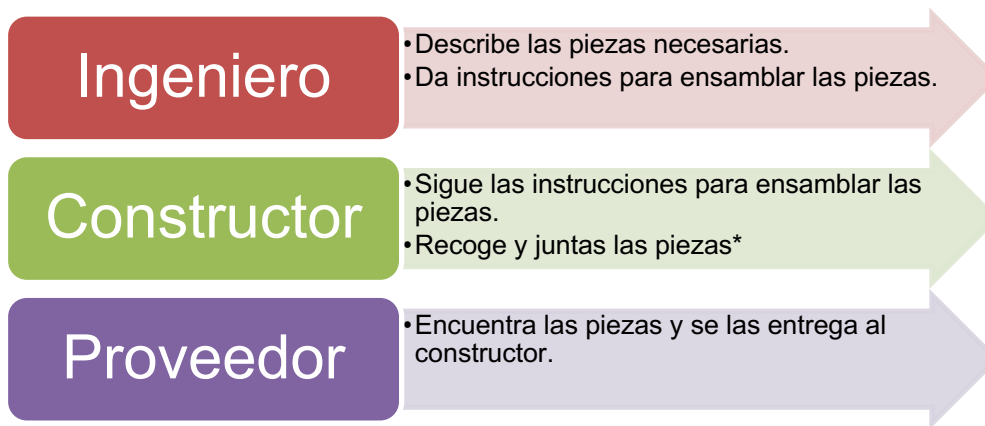 Ingeniero
•Describe las piezas necesarias.
•Da instrucciones para ensamblar las piezas.
Constructor
•Sigue las instrucciones para ensamblar las
piezas.
•Recoge y juntas las piezas*
Proveedor
•Encuentra las piezas y se las entrega al
constructor.